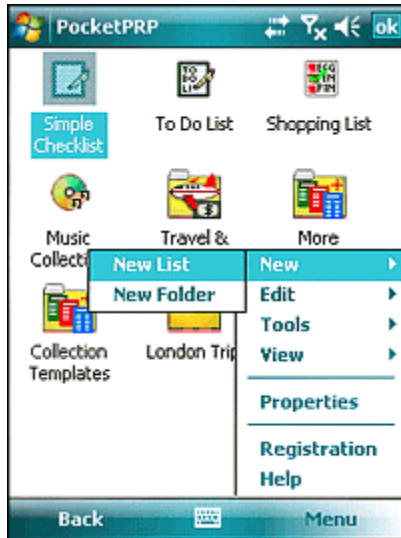 PocketPRP
ok
Simple
Checklist
To Do List
Shopping List
Music
Collecti
Travel &
More
New List
New
New Folder
Edit
Tools
View
Collection
Templates
London Trip
Properties
Registration
Help
Back
Menu